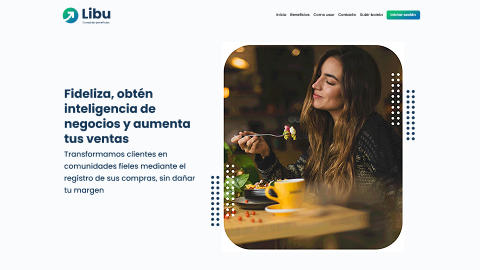 Libu
Inicio Beneficios Como usar Contacto Subir boleta Iniciar sesión
Fideliza, obtén
inteligencia de
negocios y aumenta
tus ventas
Transformamos clientes en
comunidades fieles mediante el
registro de sus compras, sin dañar
tu margen